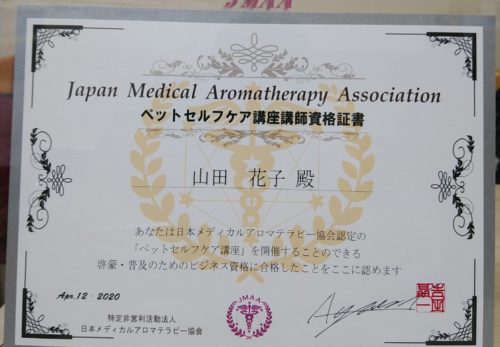 JMAA
Japan Medical Aromatherapy Association
ペットセルフケア講座講師資格証書
山田 花子 殿
あなたは日本メディカルアロマテラピー協会認定の
「ペットセルフケア講座」を開催することのできる
啓蒙・普及のためのビジネス資格に合格したことをここに認めます
Apr,12 - 2020
特定非営利活動法人
日本メディカルアロマテラピー協会
JMAA